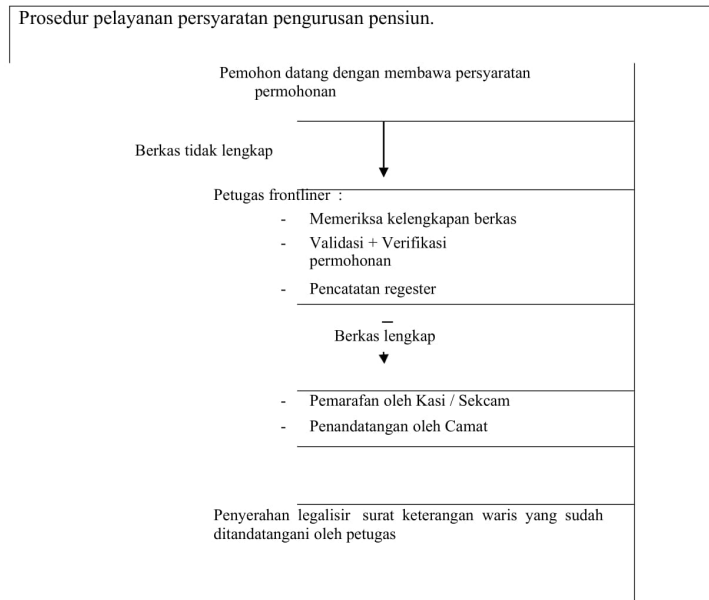 Prosedur pelayanan persyaratan pengurusan pensiun.
Pemohon datang dengan membawa persyaratan
permohonan
Berkas tidak lengkap
Petugas frontliner :
- Memeriksa kelengkapan berkas
- Validasi + Verifikasi
permohonan
- Pencatatan regester
Berkas lengkap
- Pemarafan oleh Kasi / Sekcam
- Penandatangan oleh Camat
Penyerahan legalisir surat keterangan waris yang sudah
ditandatangani oleh petugas